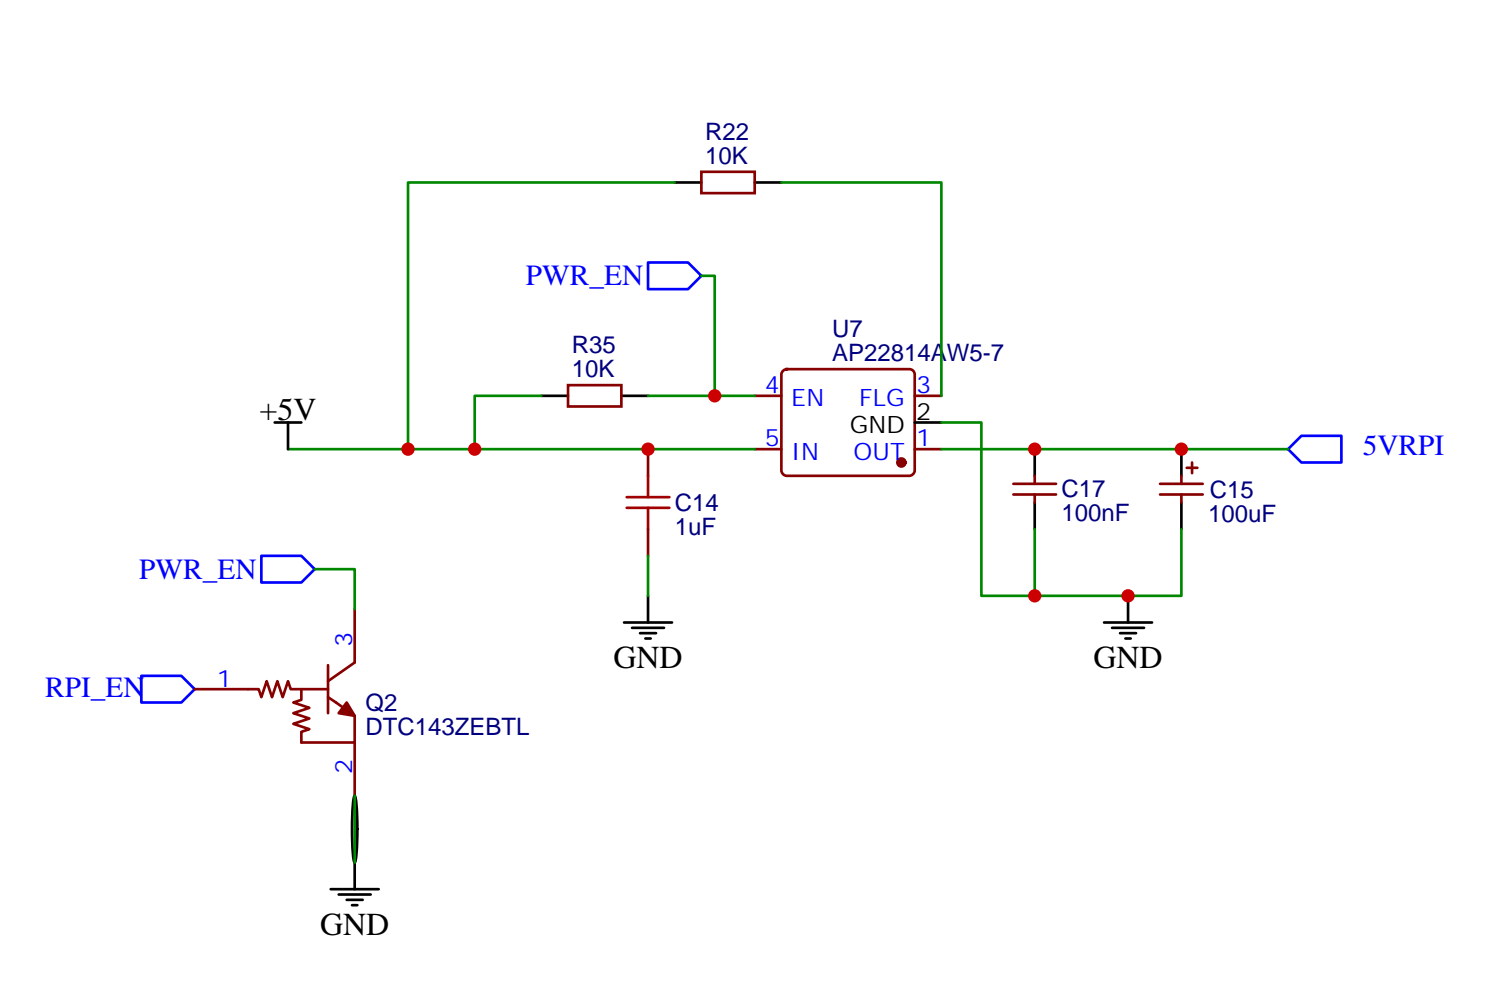 R22
10K
PWR_EN
U7
AP22814AW5-7
R35
10K
4
EN
FLG
3
GND
2
+5V
5
IN
OUT
1
5VRPI
C14
1uF
C17
100nF
+
C15
100uF
PWR_EN
3
GND
GND
RPI_EN
1
Q2
DTC143ZEBTL
2
GND